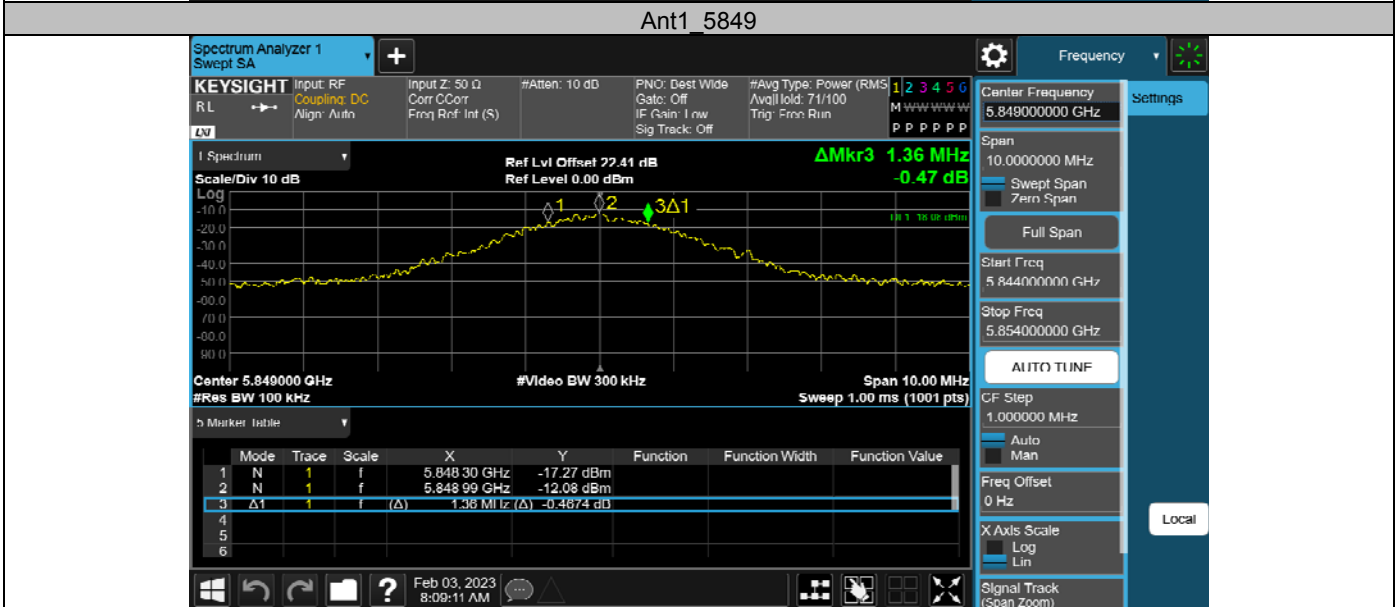 Ant1_5849
Spectrum Analyzer 1
Swept SA
+
Frequency
KEYSIGHT
RL
LXI
Input: RF
Coupling: DC
Align: Auto
Input Z: 50 Ω
Corr CCorr
Freq Ref: Int (S)
#Atten: 10 dB
PNO: Best Wide
Gate: Off
IF Gain: Low
Sig Track: Off
#Avg Type: Power (RMS
Avg|Hold: 71/100
Trig: Free Run
1 2 3 4 5 6
M W W W W W
P P P P P P
Center Frequency
5.849000000 GHz
Settings
Span
10.0000000 MHz
Swept Span
Zero Span
Full Span
Start Freq
5.844000000 GHz
Stop Freq
5.854000000 GHz
AUTO TUNE
CF Step
1.000000 MHz
Auto
Man
Freq Offset
0 Hz
X Axis Scale
Log
Lin
Signal Track
(Span Zoom)
Local
1 Spectrum
Scale/Div 10 dB
Ref Lvl Offset 22.41 dB
Ref Level 0.00 dBm
ΔMkr3 1.36 MHz
-0.47 dB
Log
1
2
3Δ1
-10.0
-20.0
-30.0
-40.0
-50.0
-60.0
-70.0
-80.0
-90.0
Center 5.849000 GHz
#Video BW 300 kHz
Span 10.00 MHz
#Res BW 100 kHz
Sweep 1.00 ms (1001 pts)
5 Marker Table
Mode Trace Scale X Y Function Function Width Function Value
1 N 1 f 5.848 30 GHz -17.27 dBm
2 N 1 f 5.848 99 GHz -12.08 dBm
3 Δ1 1 f (Δ) 1.36 MHz (Δ) -0.4674 dB
4
5
6
?
Feb 03, 2023
8:09:11 AM